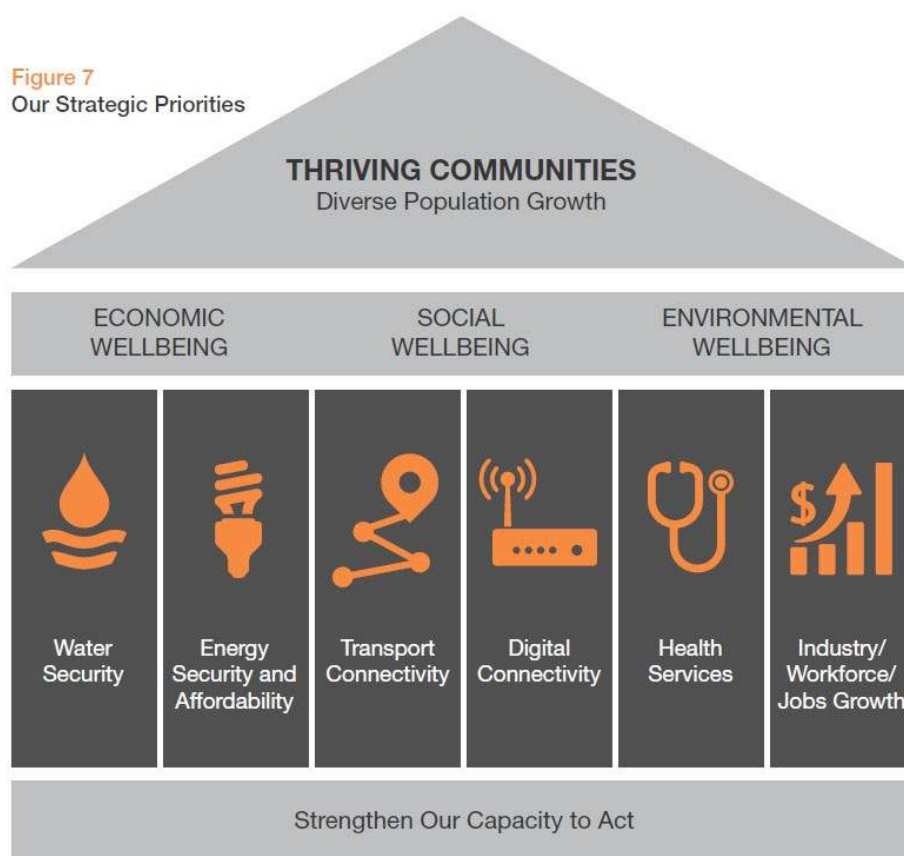 Figure 7
Our Strategic Priorities
THRIVING COMMUNITIES
Diverse Population Growth
ECONOMIC
WELLBEING
SOCIAL
WELLBEING
ENVIRONMENTAL
WELLBEING
Water
Security
Energy
Security and
Affordability
Transport
Connectivity
Digital
Connectivity
Health
Services
$
Industry/
Workforce/
Jobs Growth
Strengthen Our Capacity to Act